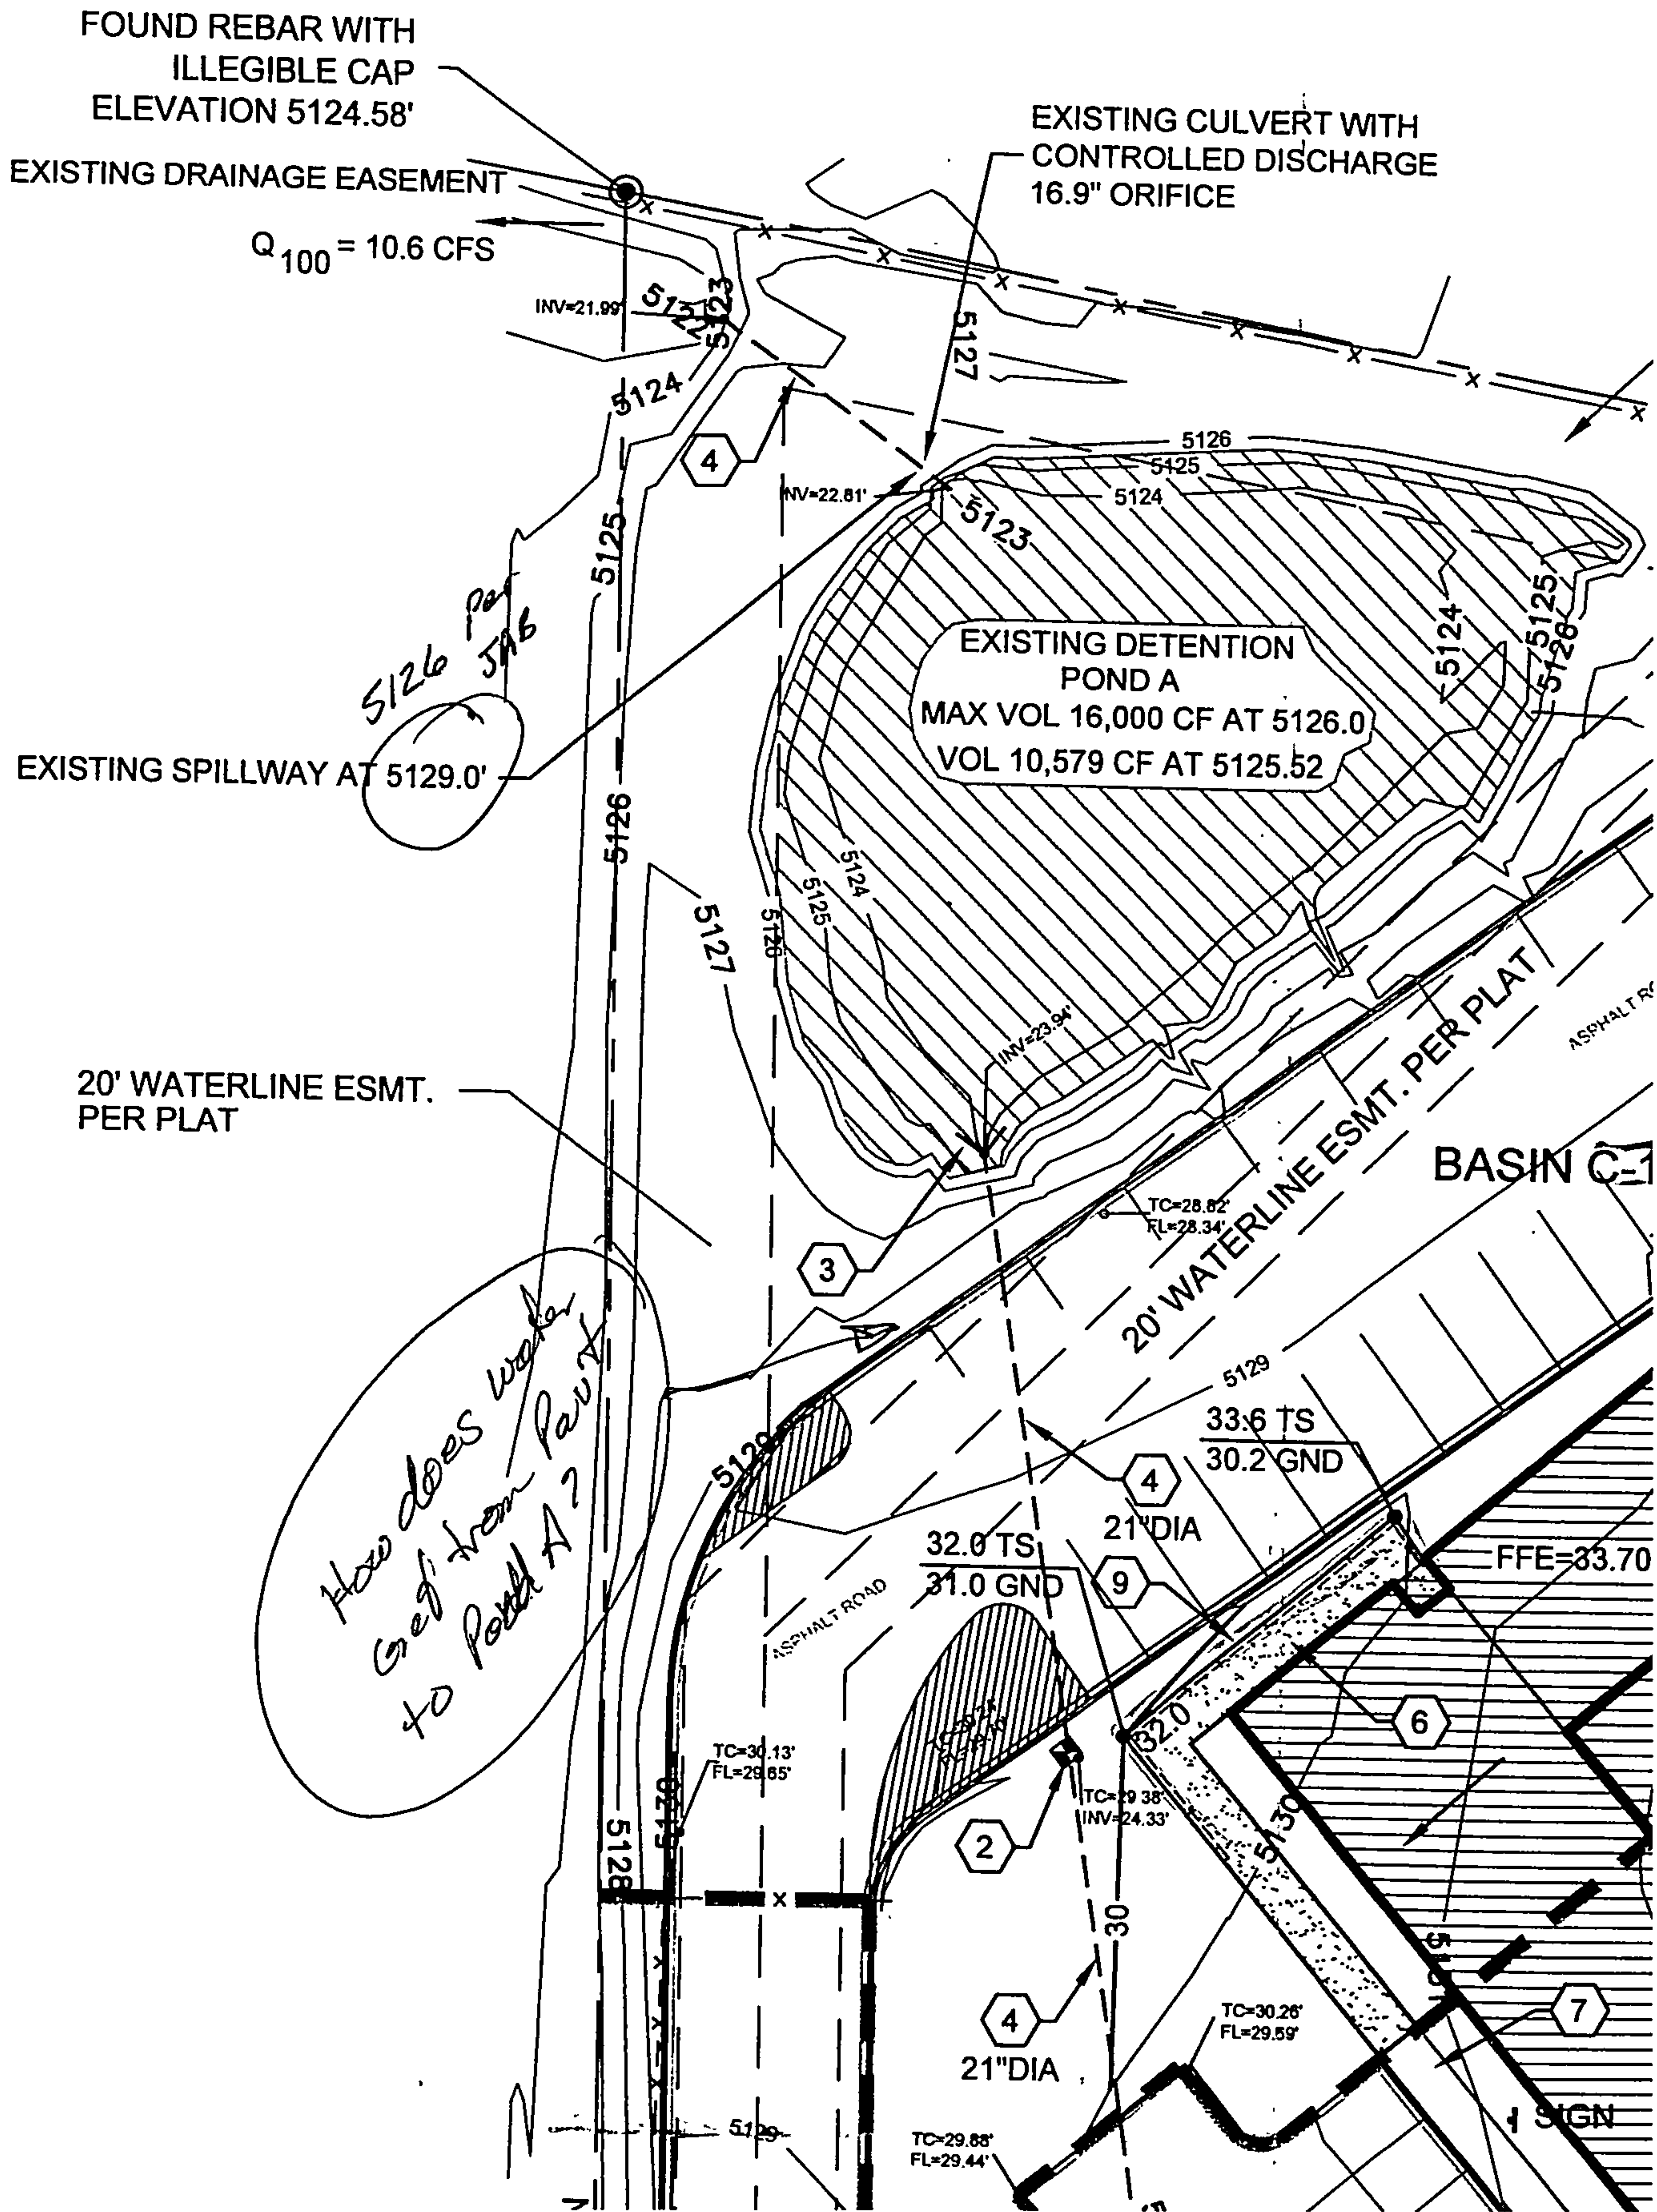 FOUND REBAR WITH
ILLEGIBLE CAP
ELEVATION 5124.58'
EXISTING DRAINAGE EASEMENT
Q100 = 10.6 CFS
EXISTING CULVERT WITH
CONTROLLED DISCHARGE
16.9" ORIFICE
INV=21.99'
5122
5123
5124
5127
4
5126
5125
5124
NV=22.81'
5123
5125
5124
5125
5126
EXISTING DETENTION
POND A
MAX VOL 16,000 CF AT 5126.0
VOL 10,579 CF AT 5125.52
5126 Per
JAB
EXISTING SPILLWAY AT 5129.0'
5126
5124
5125
5126
5127
INV=23.94'
20' WATERLINE ESMT.
PER PLAT
20' WATERLINE ESMT. PER PLAT
ASPHALT
BASIN C-1
TC=28.82'
FL=28.34'
3
How does water
get from Pav't
to Pond A?
5129
5129
33.6 TS
30.2 GND
4
21"DIA
32.0 TS
31.0 GND
9
FFE=33.70
ASPHALT ROAD
6
32.0
TC=30.13'
FL=29.65'
5130
5128
TC=29.38'
INV=24.33'
2
5130
30
5131
4
21"DIA
TC=30.26'
FL=29.59'
7
SIGN
5129
TC=29.88'
FL=29.44'